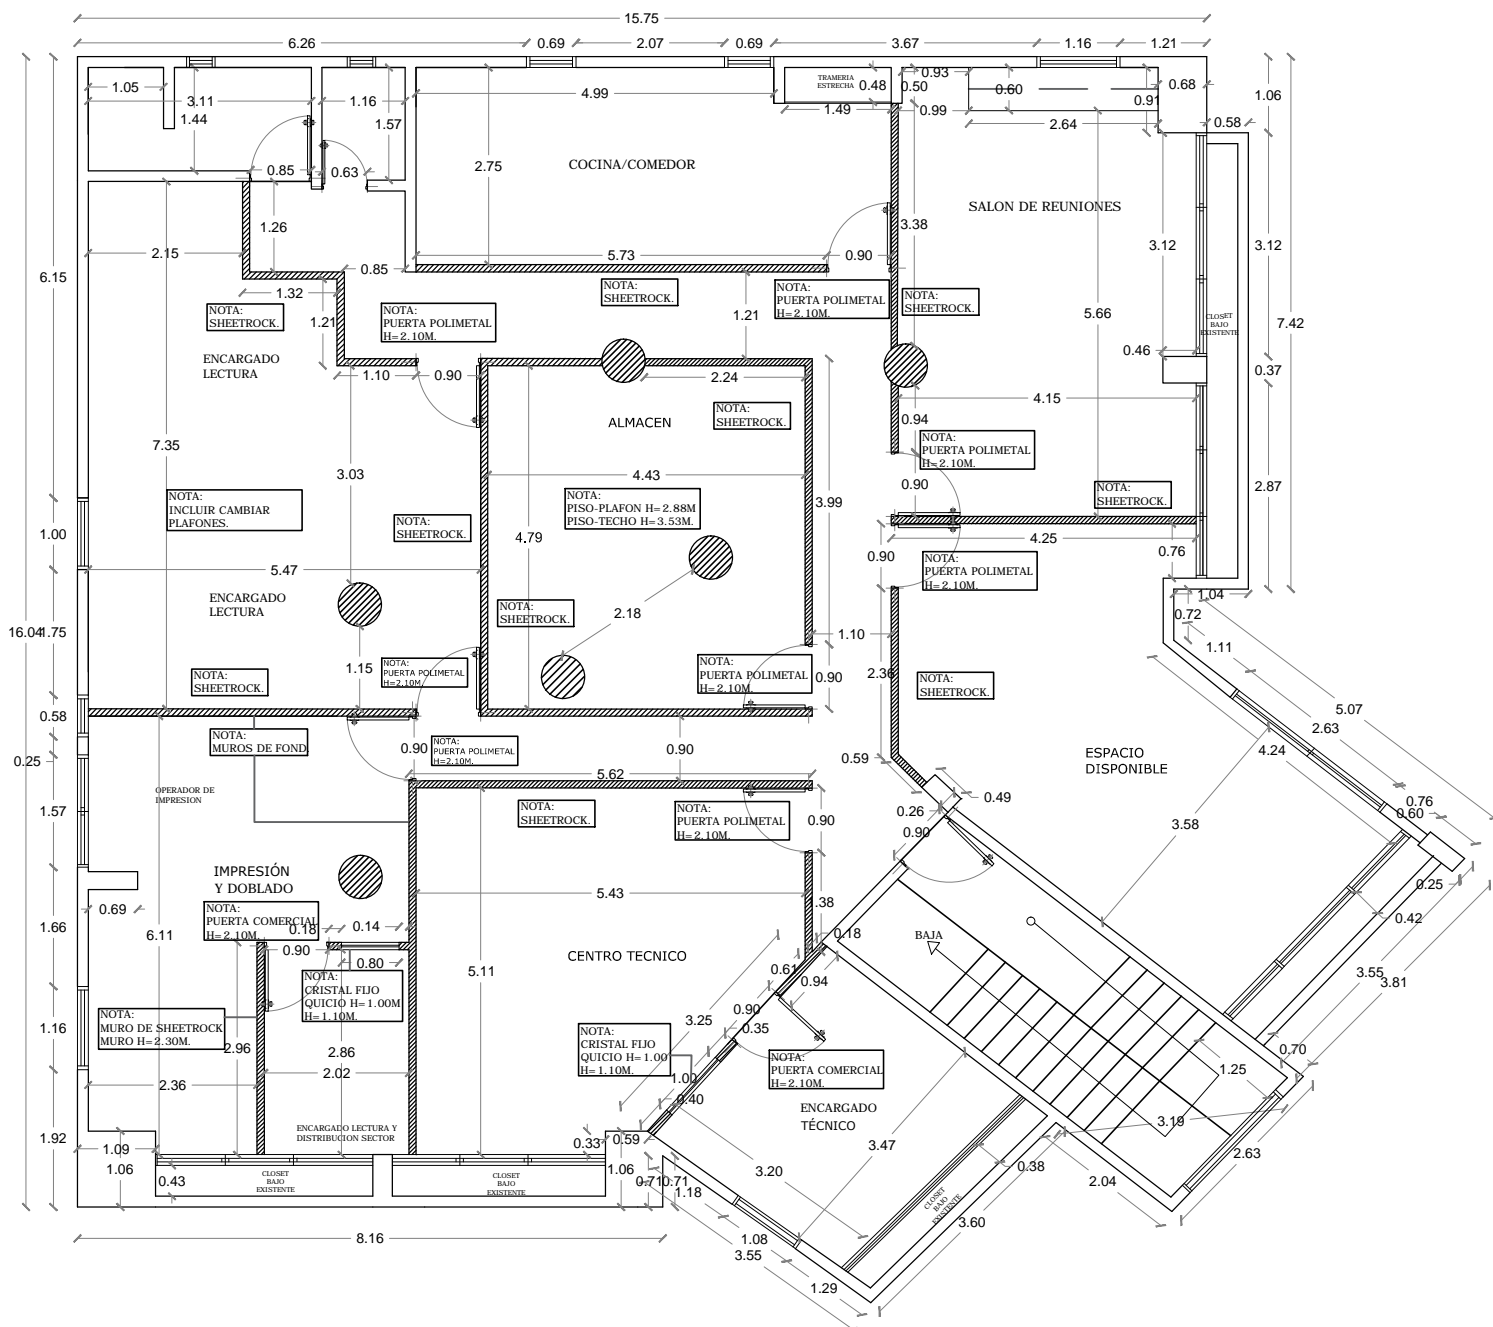 15.75
6.26
0.69
2.07
0.69
3.67
1.16
1.21
1.05
3.11
1.44
1.16
1.57
4.99
TRAMERIA
ESTRECHA
0.48
0.50
0.93
0.60
0.91
0.68
1.06
0.58
1.49
0.99
2.64
0.85
0.63
2.75
COCINA/COMEDOR
SALON DE REUNIONES
3.38
3.12
3.12
1.26
2.15
0.85
5.73
0.90
6.15
1.32
1.21
NOTA:
SHEETROCK.
NOTA:
PUERTA POLIMETAL
H=2.10M.
NOTA:
SHEETROCK.
1.21
NOTA:
PUERTA POLIMETAL
H=2.10M.
NOTA:
SHEETROCK.
5.66
CLOSET
BAJO
EXISTENTE
7.42
ENCARGADO
LECTURA
1.10
0.90
2.24
0.46
0.37
4.15
7.35
3.03
ALMACEN
NOTA:
SHEETROCK.
0.94
NOTA:
PUERTA POLIMETAL
H=2.10M.
4.43
0.90
NOTA:
SHEETROCK.
2.87
NOTA:
INCLUIR CAMBIAR
PLAFONES.
NOTA:
SHEETROCK.
NOTA:
PISO-PLAFON H=2.88M
PISO-TECHO H=3.53M.
3.99
1.00
4.79
4.25
0.76
0.90
NOTA:
PUERTA POLIMETAL
H=2.10M.
5.47
ENCARGADO
LECTURA
NOTA:
SHEETROCK.
2.18
1.04
0.72
16.04
1.75
1.15
1.10
1.11
NOTA:
SHEETROCK.
NOTA:
PUERTA POLIMETAL
H=2.10M.
NOTA:
PUERTA POLIMETAL
H=2.10M.
0.90
2.36
NOTA:
SHEETROCK.
5.07
2.63
4.24
0.58
0.25
NOTA:
MUROS DE FOND.
0.90
NOTA:
PUERTA POLIMETAL
H=2.10M.
0.90
5.62
0.59
ESPACIO
DISPONIBLE
OPERADOR DE
IMPRESION
1.57
NOTA:
SHEETROCK.
NOTA:
PUERTA POLIMETAL
H=2.10M.
0.90
0.49
0.26
0.90
3.58
0.76
0.60
IMPRESIÓN
Y DOBLADO
5.43
1.38
0.25
0.42
0.69
1.66
NOTA:
PUERTA COMERCIAL
H=2.10M.
0.18
0.14
6.11
0.90
0.80
0.18
BAJA
CENTRO TECNICO
5.11
0.61
0.94
3.55
3.81
NOTA:
CRISTAL FIJO
QUICIO H=1.00M
H=1.10M.
NOTA:
MURO DE SHEETROCK
MURO H=2.30M.
1.16
2.96
2.86
2.02
2.36
3.25
0.90
0.35
NOTA:
CRISTAL FIJO
QUICIO H=1.00
H=1.10M.
NOTA:
PUERTA COMERCIAL
H=2.10M.
1.00
0.40
0.70
1.25
ENCARGADO
TÉCNICO
3.19
1.92
1.09
1.06
ENCARGADO LECTURA Y
DISTRIBUCION SECTOR
0.33
0.59
3.47
2.63
0.38
2.04
3.20
0.43
CLOSET
BAJO
EXISTENTE
CLOSET
BAJO
EXISTENTE
1.06
0.71
0.71
1.18
CLOSET
BAJO
EXISTENTE
3.60
8.16
1.08
3.55
1.29